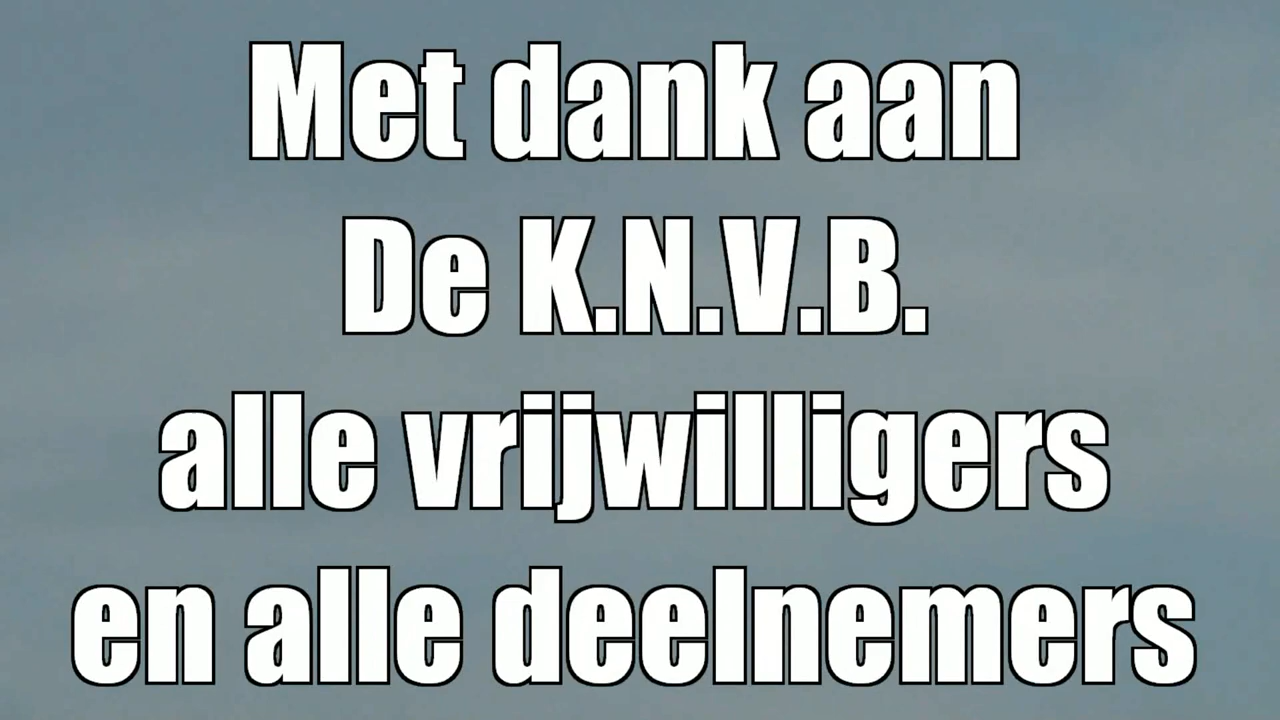 Met dank aan
De K.N.V.B.
alle vrijwilligers
en alle deelnemers